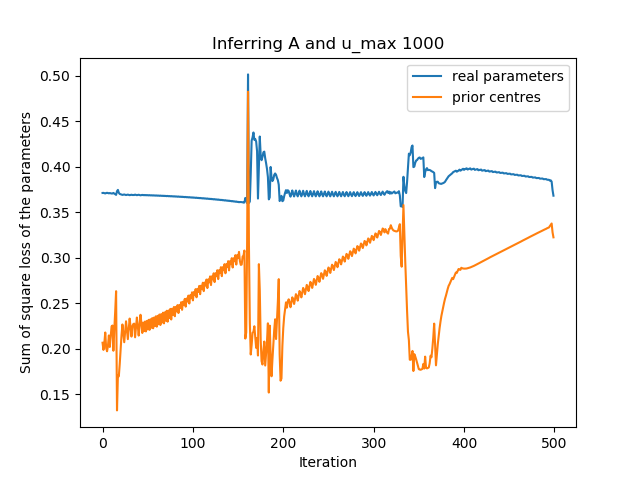 Inferring A and u_max 1000
real parameters
prior centres
Sum of square loss of the parameters
0.50
0.45
0.40
0.35
0.30
0.25
0.20
0.15
0
100
200
300
400
500
Iteration